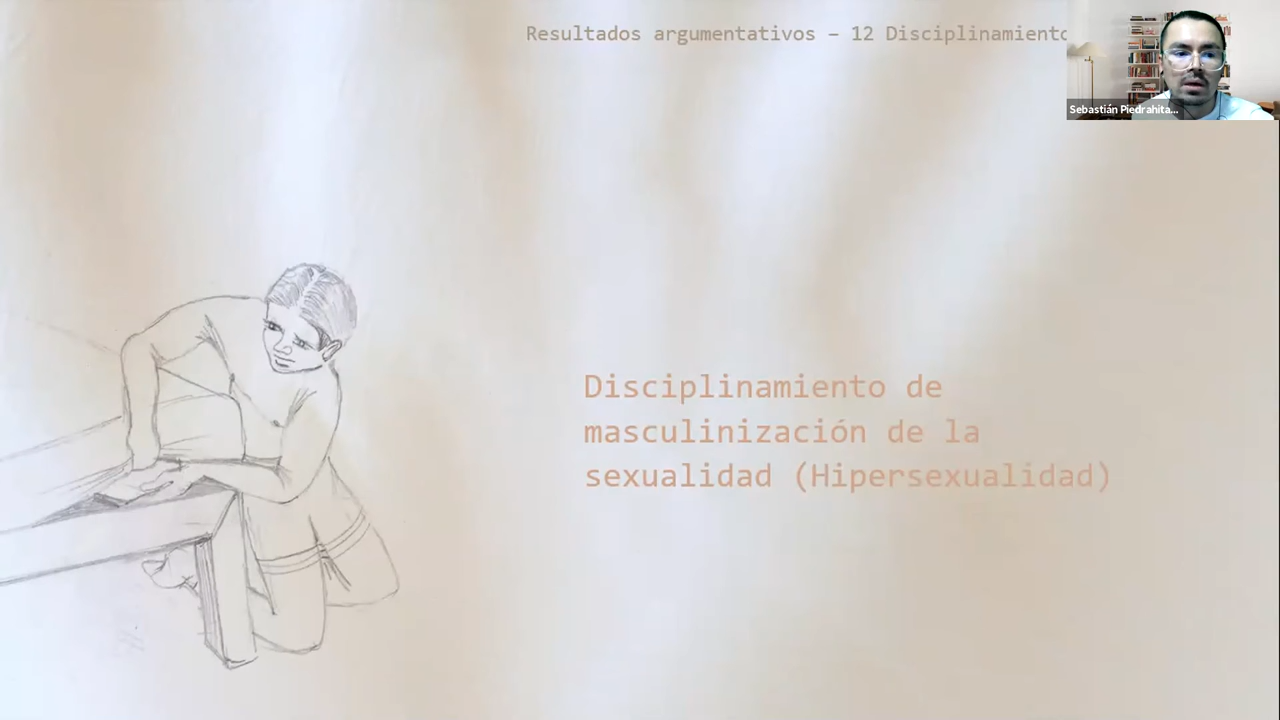 Resultados argumentativos – 12 Disciplinamiento
Sebastián Piedrahita...
Disciplinamiento de
masculinización de la
sexualidad (Hipersexualidad)